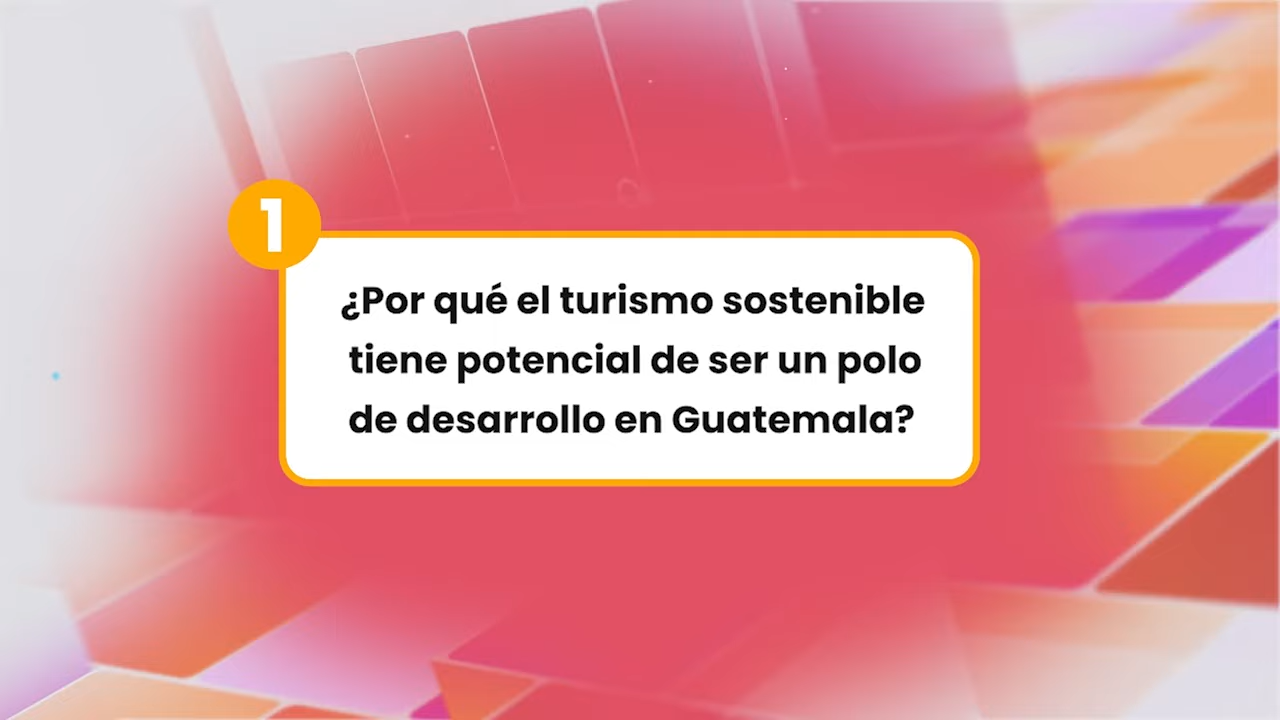 1
¿Por qué el turismo sostenible
tiene potencial de ser un polo
de desarrollo en Guatemala?